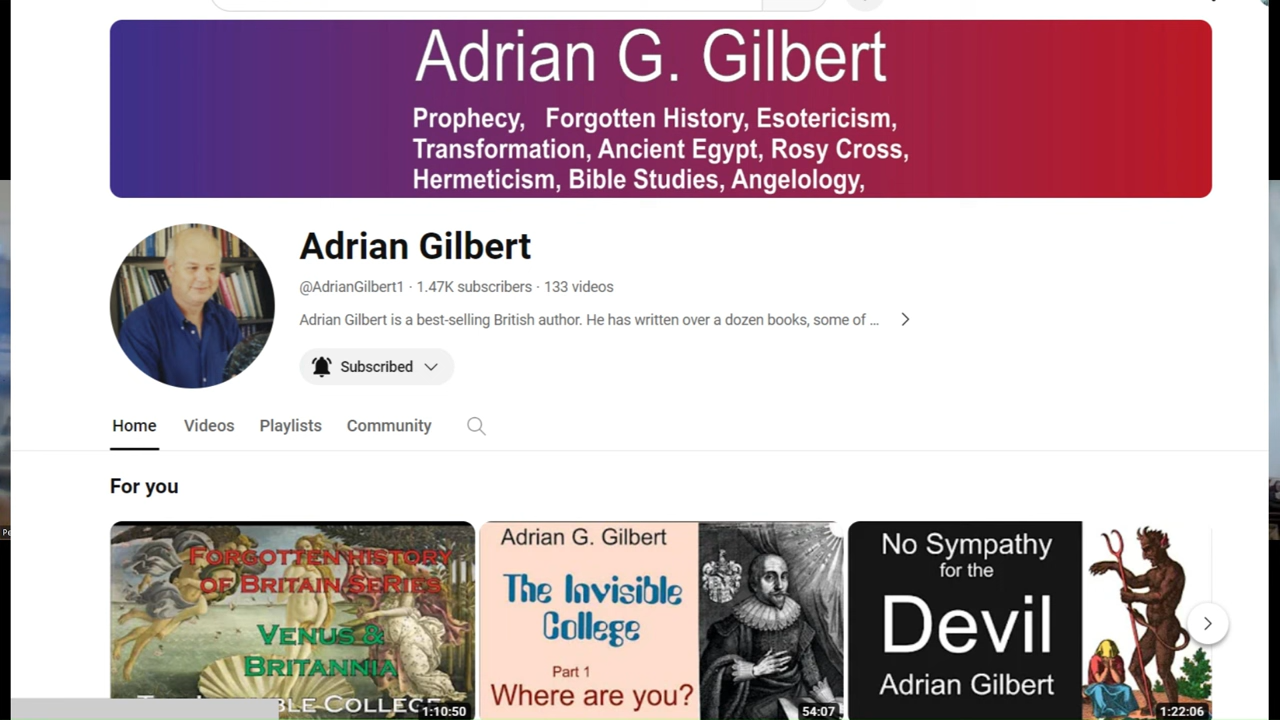 Adrian G. Gilbert
Prophecy, Forgotten History, Esotericism,
Transformation, Ancient Egypt, Rosy Cross,
Hermeticism, Bible Studies, Angelology,
Adrian Gilbert
@AdrianGilbert1 · 1.47K subscribers · 133 videos
Adrian Gilbert is a best-selling British author. He has written over a dozen books, some of ...
Subscribed
Home Videos Playlists Community
For you
FORGOTTEN HISTORY
OF BRITAIN SERIES
VENUS &
BRITANNIA
COLLEGE
1:10:50
Adrian G. Gilbert
The Invisible
College
Part 1
Where are you?
54:07
No Sympathy
for the
Devil
Adrian Gilbert
1:22:06